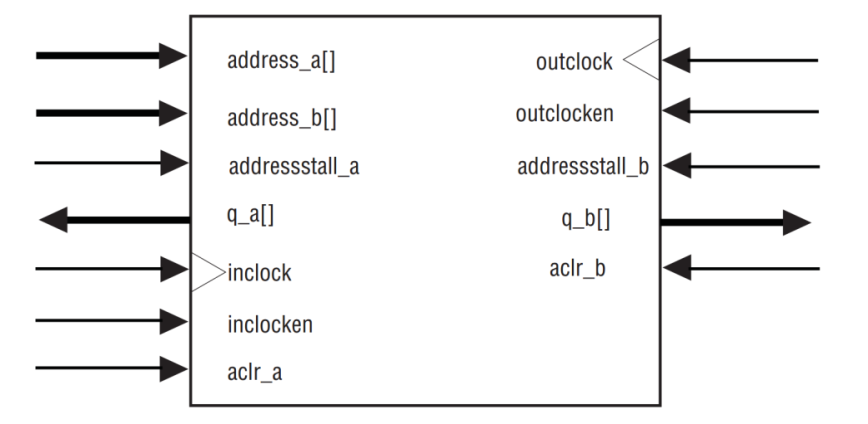 address_a[]
address_b[]
addressstall_a
q_a[]
inclock
inclocken
aclr_a
outclock
outclocken
addressstall_b
q_b[]
aclr_b